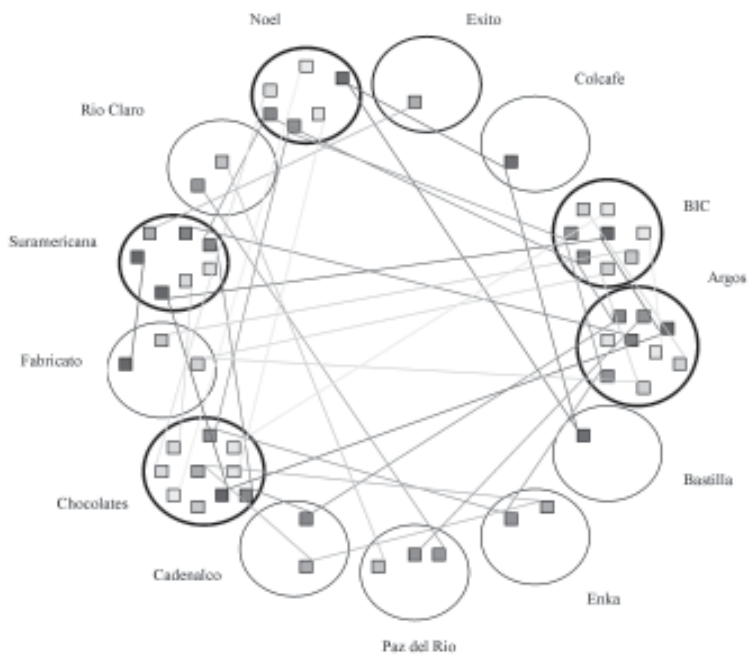 Noel
Exito
Colcafe
Rio Claro
BIC
Suramericana
Argos
Fabricato
Bastilla
Chocolates
Cadenalco
Enka
Paz del Rio